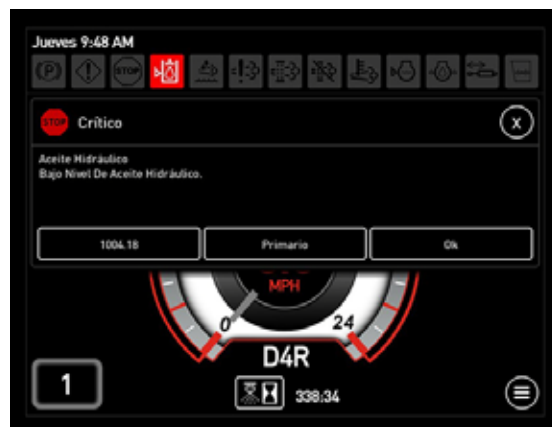 Jueves 9:48 AM
STOP
STOP Crítico X
Aceite Hidráulico
Bajo Nivel De Aceite Hidráulico.
1004.18 Primario Ok
MPH
0 24
D4R
1 338:34